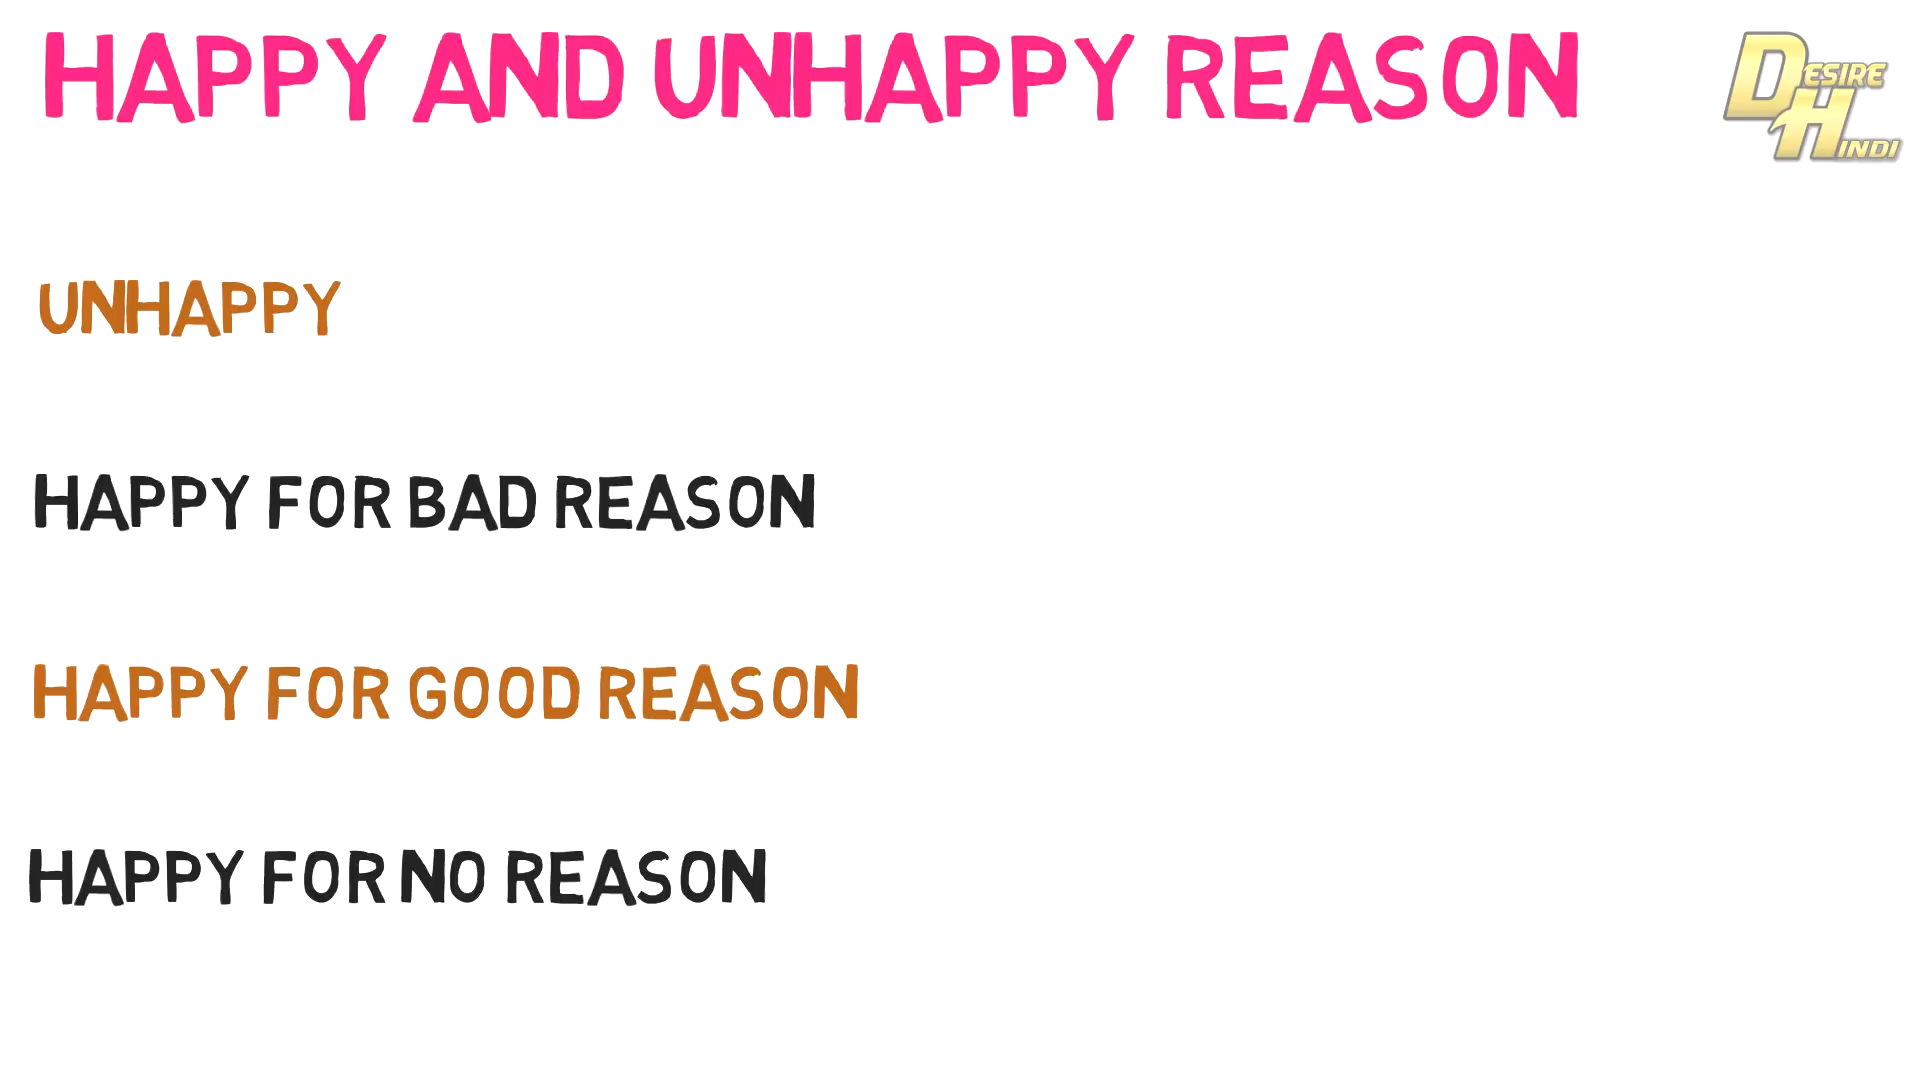 HAPPY AND UNHAPPY REASON
DESIRE
HINDI
UNHAPPY
HAPPY FOR BAD REASON
HAPPY FOR GOOD REASON
HAPPY FOR NO REASON